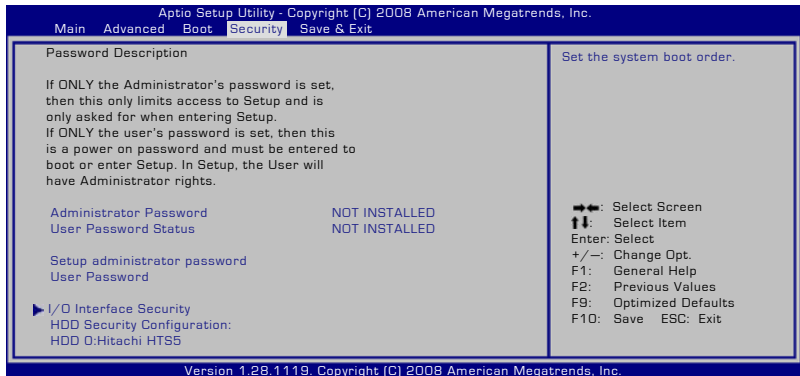 Aptio Setup Utility - Copyright (C) 2008 American Megatrends, Inc.
Main Advanced Boot Security Save & Exit
Password Description
If ONLY the Administrator's password is set,
then this only limits access to Setup and is
only asked for when entering Setup.
If ONLY the user's password is set, then this
is a power on password and must be entered to
boot or enter Setup. In Setup, the User will
have Administrator rights.
Administrator Password NOT INSTALLED
User Password Status NOT INSTALLED
Setup administrator password
User Password
I/O Interface Security
HDD Security Configuration:
HDD 0:Hitachi HTS5
Set the system boot order.
→←: Select Screen
↑↓: Select Item
Enter: Select
+/—: Change Opt.
F1: General Help
F2: Previous Values
F9: Optimized Defaults
F10: Save ESC: Exit
Version 1.28.1119. Copyright (C) 2008 American Megatrends, Inc.